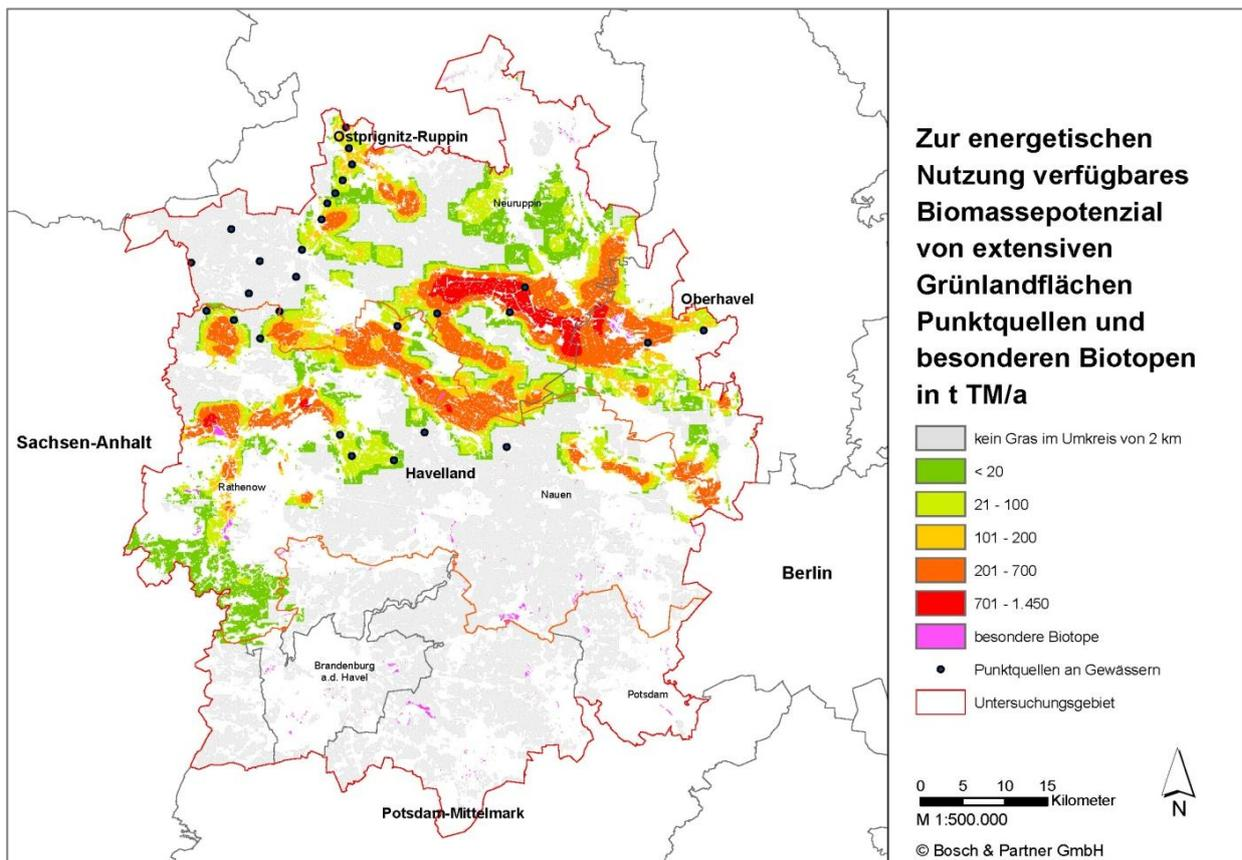 Ostprignitz-Ruppin
Neuruppin
Oberhavel
Sachsen-Anhalt
Havelland
Rathenow
Nauen
Berlin
Brandenburg
a.d. Havel
Potsdam
Potsdam-Mittelmark
Zur energetischen
Nutzung verfügbares
Biomassepotenzial
von extensiven
Grünlandflächen
Punktquellen und
besonderen Biotopen
in t TM/a
kein Gras im Umkreis von 2 km
< 20
21 - 100
101 - 200
201 - 700
701 - 1.450
besondere Biotope
Punktquellen an Gewässern
Untersuchungsgebiet
0 5 10 15
Kilometer
M 1:500.000
N
© Bosch & Partner GmbH